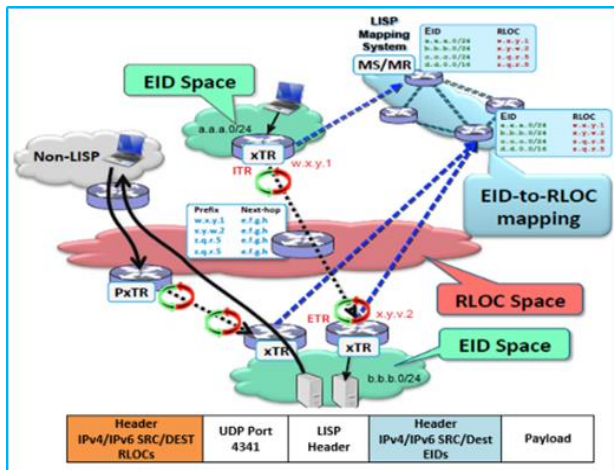 LISP
Mapping
System
MS/MR
EID RLOC
a.a.a.0/24 w.x.y.1
b.b.b.0/24 x.y.w.2
c.c.c.0/24 z.q.r.5
d.d.0.0/16 z.q.r.5
EID Space
a.a.a.0/24
Non-LISP
xTR
ITR
w.x.y.1
EID RLOC
a.a.a.0/24 w.x.y.1
b.b.b.0/24 x.y.w.2
c.c.c.0/24 z.q.r.5
d.d.0.0/16 z.q.r.5
EID-to-RLOC
mapping
Prefix Next-hop
w.x.y.1 e.f.g.h
x.y.w.2 e.f.g.h
z.q.r.5 e.f.g.h
z.q.r.5 e.f.g.h
PxTR
RLOC Space
ETR
x.y.v.2
xTR
xTR
EID Space
b.b.b.0/24
Header
IPv4/IPv6 SRC/DEST
RLOCs
UDP Port
4341
LISP
Header
Header
IPv4/IPv6 SRC/Dest
EIDs
Payload